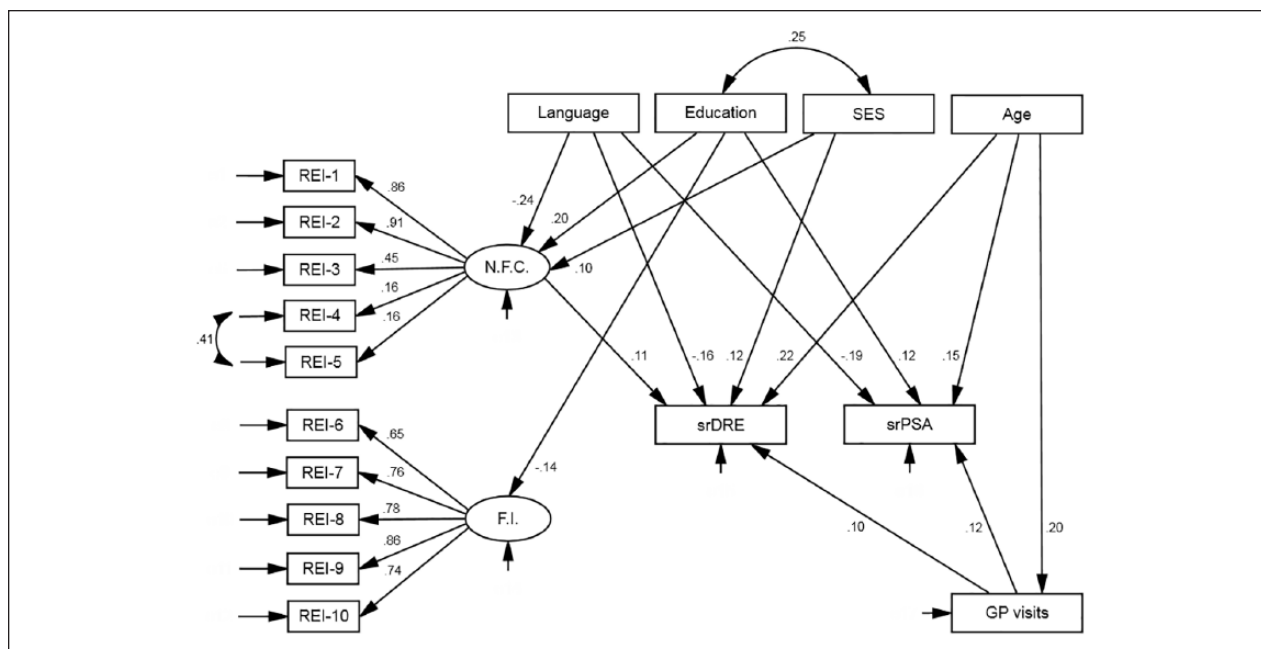 .25
Language
Education
SES
Age
REI-1
.86
-.24
.20
REI-2
.91
REI-3
.45
N.F.C.
.10
.16
REI-4
.16
.41
REI-5
.11
-.16
.12
.22
-.19
.12
.15
REI-6
srDRE
srPSA
.65
REI-7
.76
-.14
REI-8
.78
F.I.
.86
.10
.12
.20
REI-9
.74
REI-10
GP visits